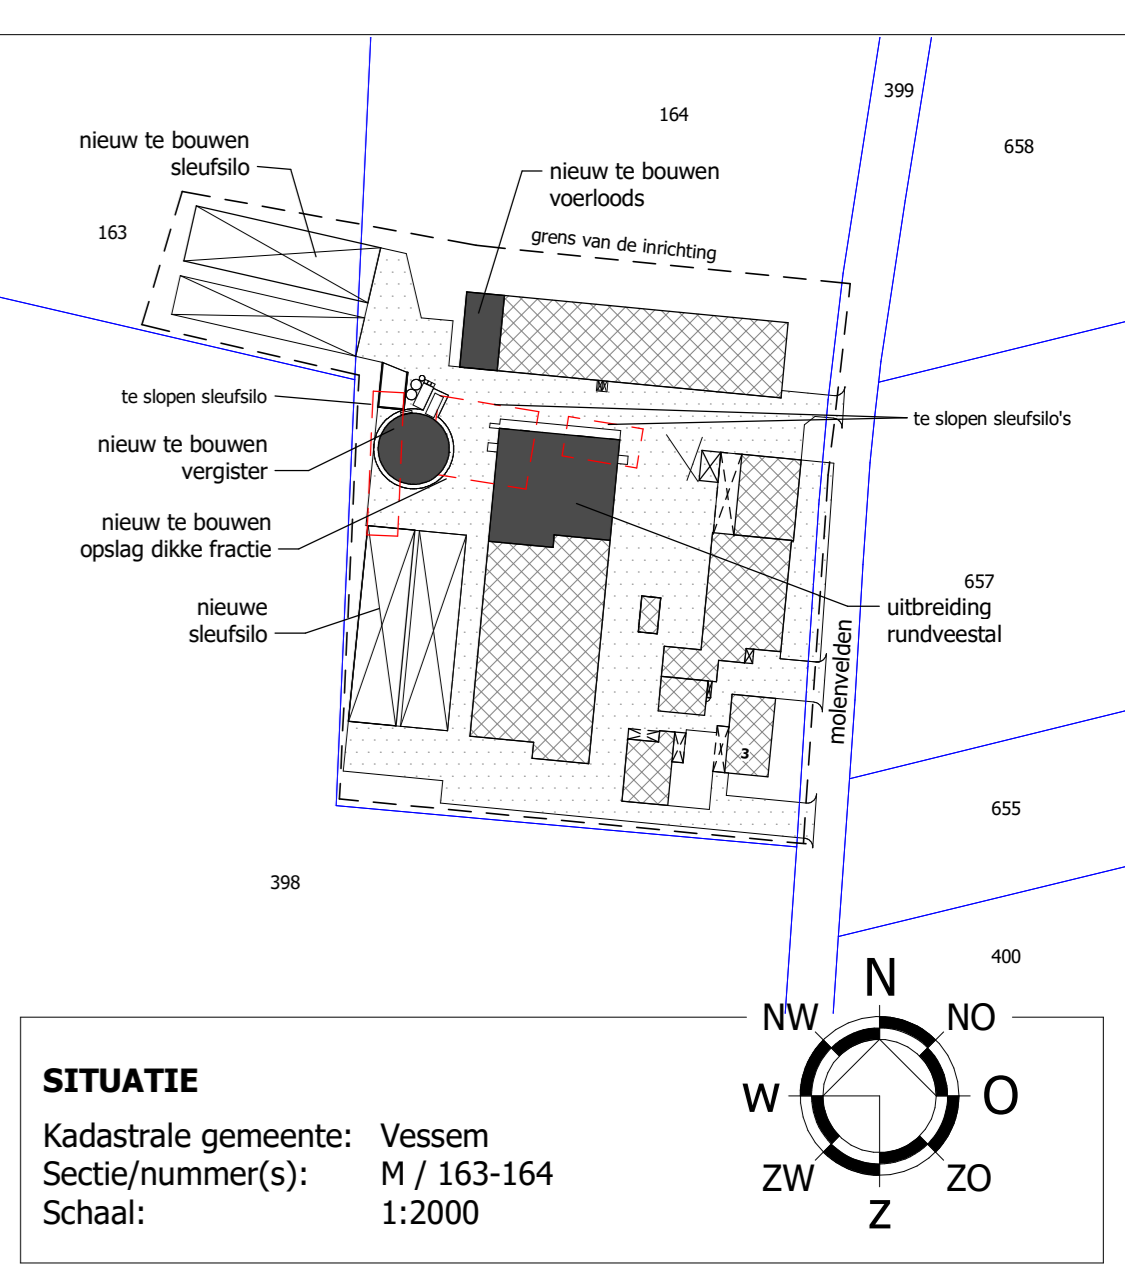 399
164
658
nieuw te bouwen
sleufsilo
nieuw te bouwen
voerloods
163
grens van de inrichting
te slopen sleufsilo
te slopen sleufsilo's
nieuw te bouwen
vergister
nieuw te bouwen
opslag dikke fractie
657
nieuwe
sleufsilo
uitbreiding
rundveestal
molenvelden
3
655
398
400
N
NW
NO
W
O
ZW
ZO
Z
SITUATIE
Kadastrale gemeente: Vessem
Sectie/nummer(s): M / 163-164
Schaal: 1:2000